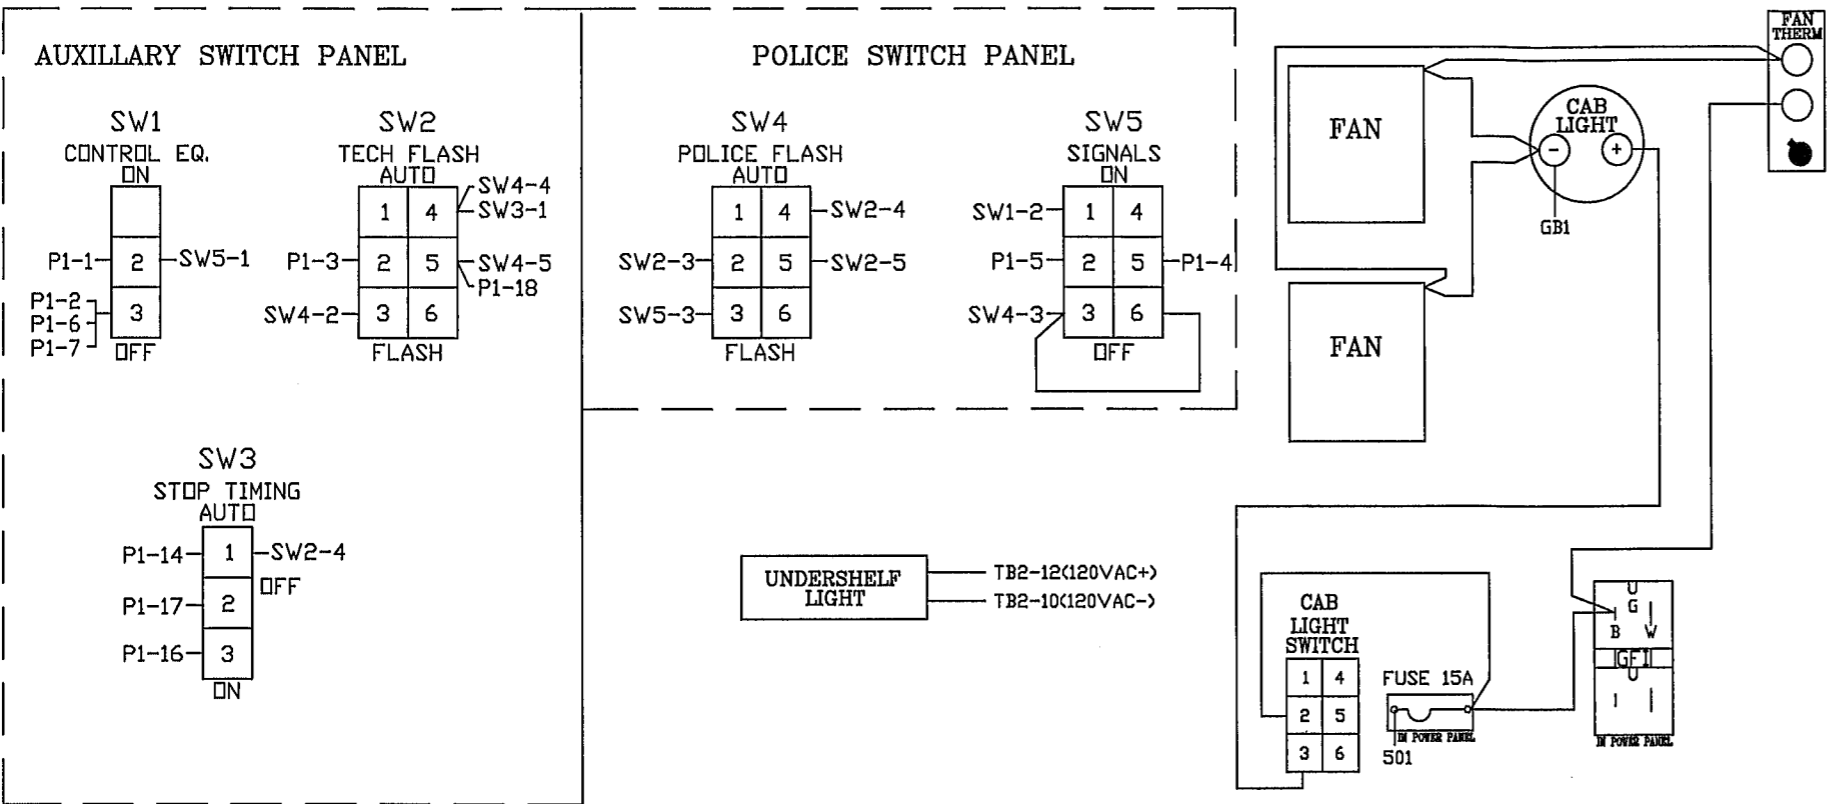 AUXILLARY SWITCH PANEL
SW1
CONTROL EQ.
ON
P1-1
2
SW5-1
P1-2
P1-6
P1-7
3
OFF
SW2
TECH FLASH
AUTO
1
4
SW4-4
SW3-1
P1-3
2
5
SW4-5
P1-18
SW4-2
3
6
FLASH
SW3
STOP TIMING
AUTO
P1-14
1
SW2-4
OFF
P1-17
2
P1-16
3
ON
POLICE SWITCH PANEL
SW4
POLICE FLASH
AUTO
1
4
SW2-4
SW2-3
2
5
SW2-5
SW5-3
3
6
FLASH
SW5
SIGNALS
ON
SW1-2
1
4
P1-5
2
5
P1-4
SW4-3
3
6
OFF
UNDERSHELF
LIGHT
TB2-12(120VAC+)
TB2-10(120VAC-)
FAN
FAN
CAB
LIGHT
-
+
GB1
FAN
THERM
CAB
LIGHT
SWITCH
1
4
2
5
3
6
FUSE 15A
IN POWER PANEL
501
G
B
W
GFI
IN POWER PANEL